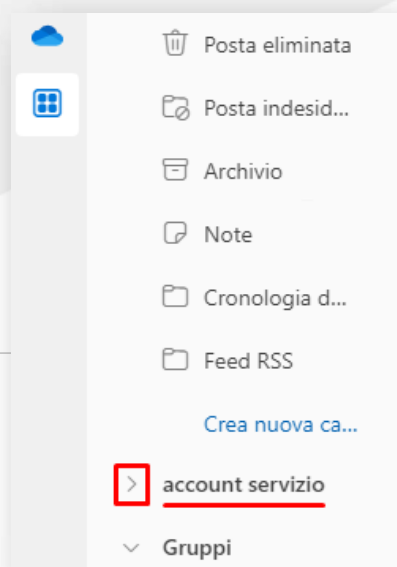 Posta eliminata
Posta indesid...
Archivio
Note
Cronologia d...
Feed RSS
Crea nuova ca...
account servizio
Gruppi